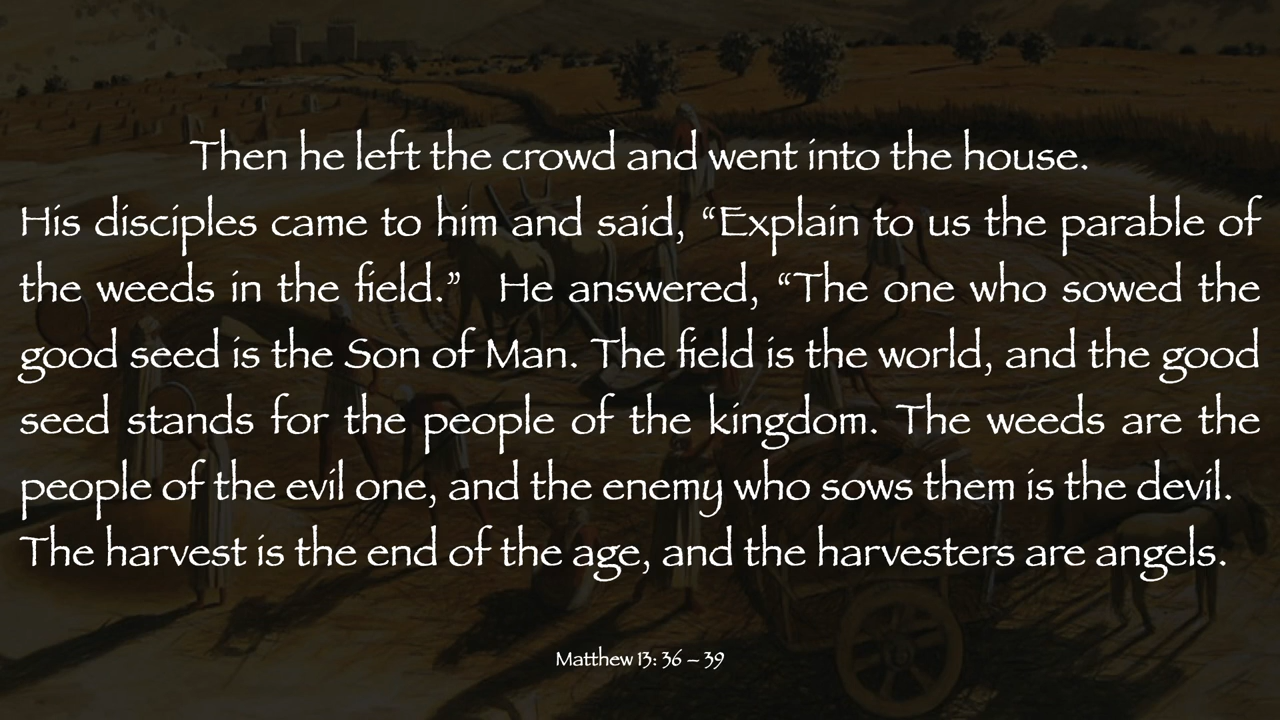 Then he left the crowd and went into the house.
His disciples came to him and said, “Explain to us the parable of
the weeds in the field.”   He answered, “The one who sowed the
good seed is the Son of Man. The field is the world, and the good
seed stands for the people of the kingdom. The weeds are the
people of the evil one, and the enemy who sows them is the devil.
The harvest is the end of the age, and the harvesters are angels.
Matthew 13: 36 – 39